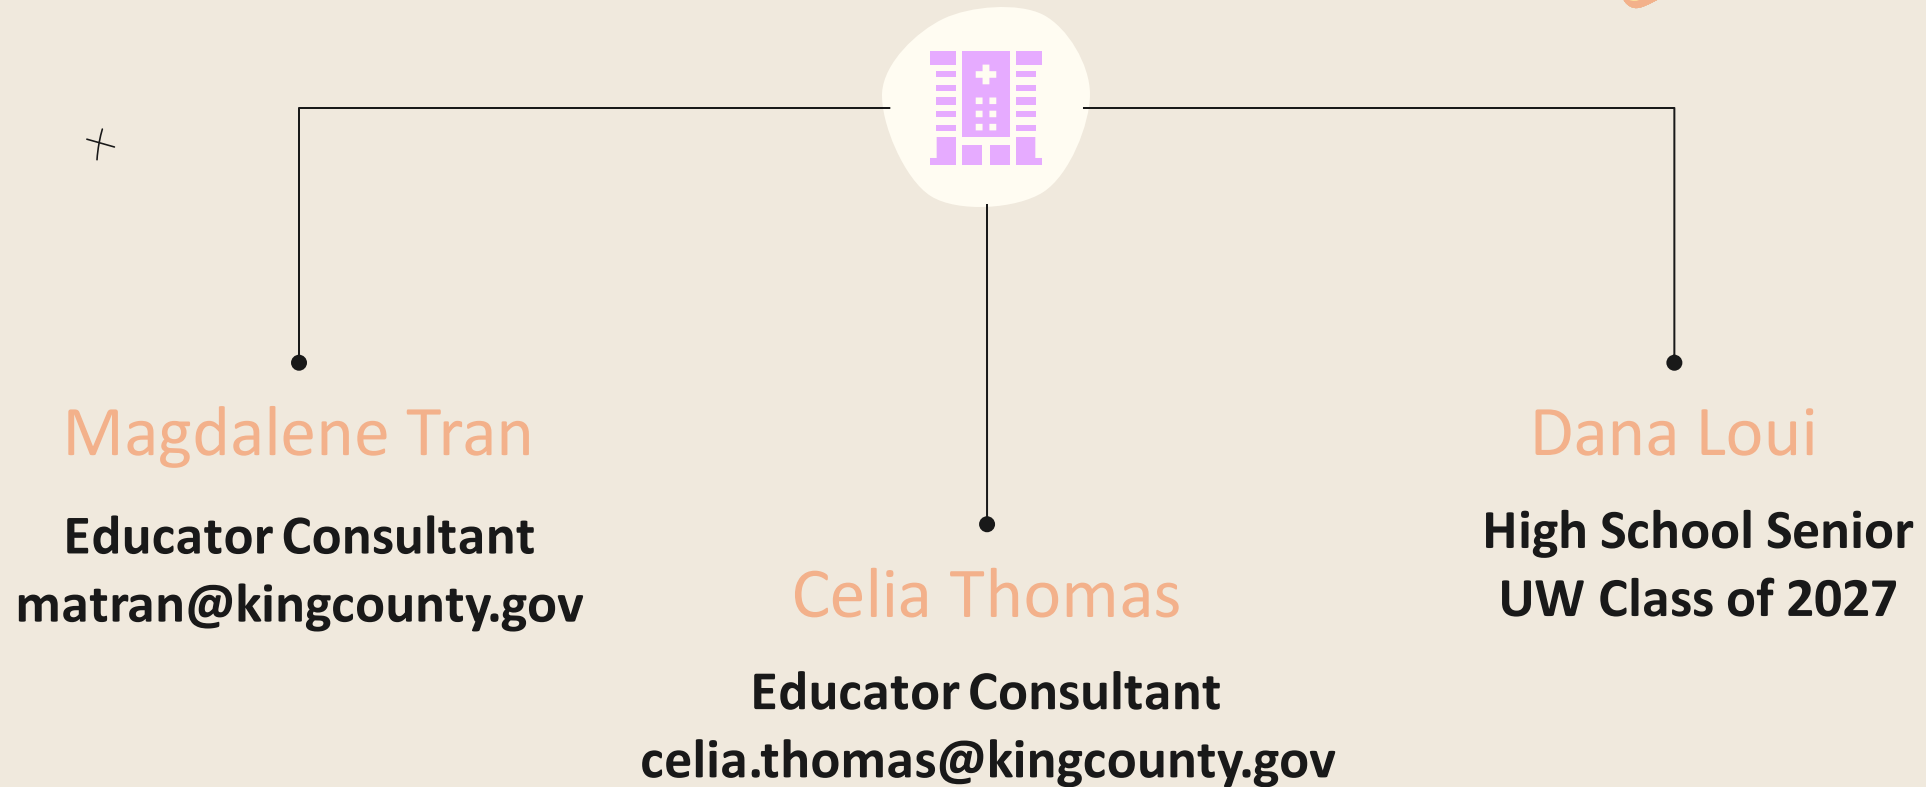 Magdalene Tran
Educator Consultant
matran@kingcounty.gov
Celia Thomas
Educator Consultant
celia.thomas@kingcounty.gov
Dana Loui
High School Senior
UW Class of 2027